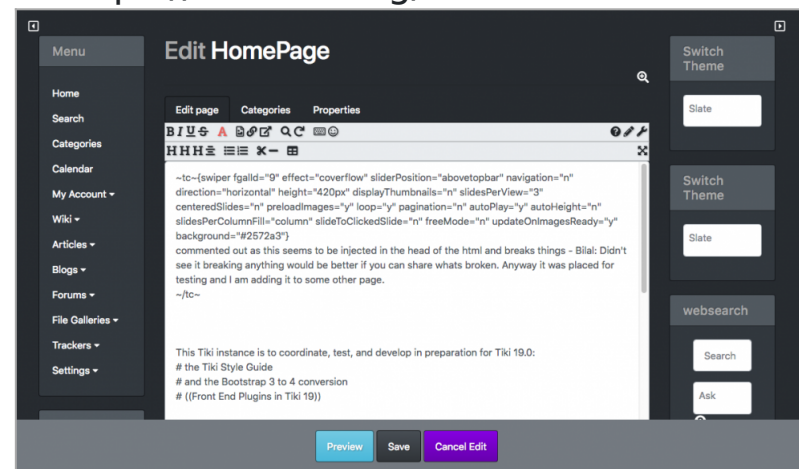 Menu
Home
Search
Categories
Calendar
My Account
Wiki
Articles
Blogs
Forums
File Galleries
Trackers
Settings
Edit HomePage
Edit page Categories Properties
B I U S A
H H H
~tc~{swiper fgalId="9" effect="coverflow" sliderPosition="abovetopbar" navigation="n"
direction="horizontal" height="420px" displayThumbnails="n" slidesPerView="3"
centeredSlides="n" preloadImages="y" loop="y" pagination="n" autoPlay="y" autoHeight="n"
slidesPerColumnFill="column" slideToClickedSlide="n" freeMode="n" updateOnImagesReady="y"
background="#2572a3"}
commented out as this seems to be injected in the head of the html and breaks things - Bilal: Didn't
see it breaking anything would be better if you can share whats broken. Anyway it was placed for
testing and I am adding it to some other page.
~/tc~
This Tiki instance is to coordinate, test, and develop in preparation for Tiki 19.0:
# the Tiki Style Guide
# and the Bootstrap 3 to 4 conversion
# ((Front End Plugins in Tiki 19))
Switch
Theme
Slate
Switch
Theme
Slate
websearch
Search
Ask
Preview Save Cancel Edit